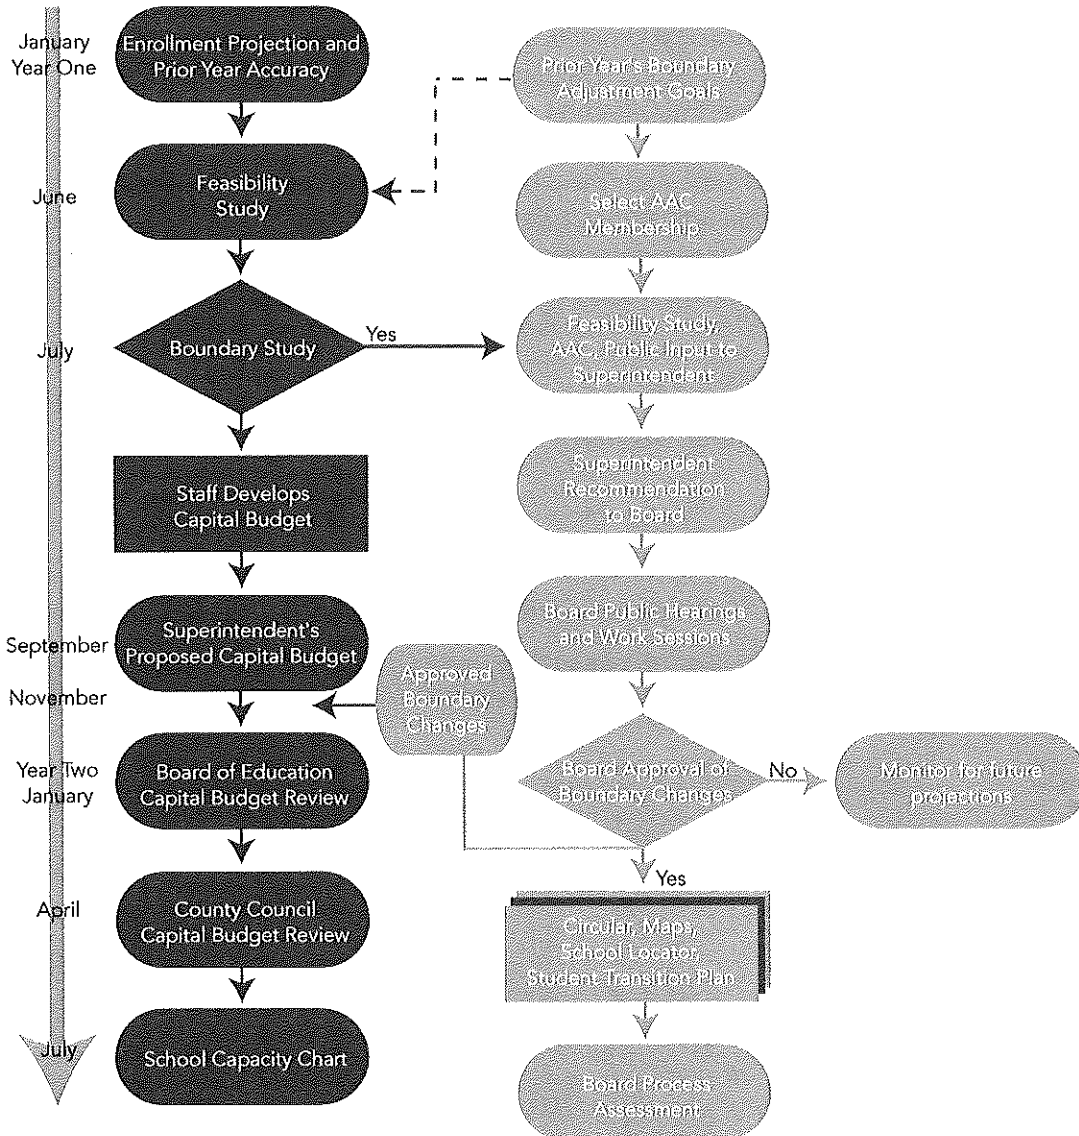 January
Year One
Enrollment Projection and
Prior Year Accuracy
Prior Year's Boundary
Adjustment Goals
June
Feasibility
Study
Select AAC
Membership
July
Boundary Study
Yes
Feasibility Study,
AAC, Public Input to
Superintendent
Staff Develops
Capital Budget
Superintendent
Recommendation
to Board
September
Superintendent's
Proposed Capital Budget
Board Public Hearings
and Work Sessions
November
Approved
Boundary
Changes
Year Two
January
Board of Education
Capital Budget Review
Board Approval of
Boundary Changes
No
Monitor for future
projections
April
County Council
Capital Budget Review
Yes
Circular, Maps,
School Locator,
Student Transition Plan
July
School Capacity Chart
Board Process
Assessment